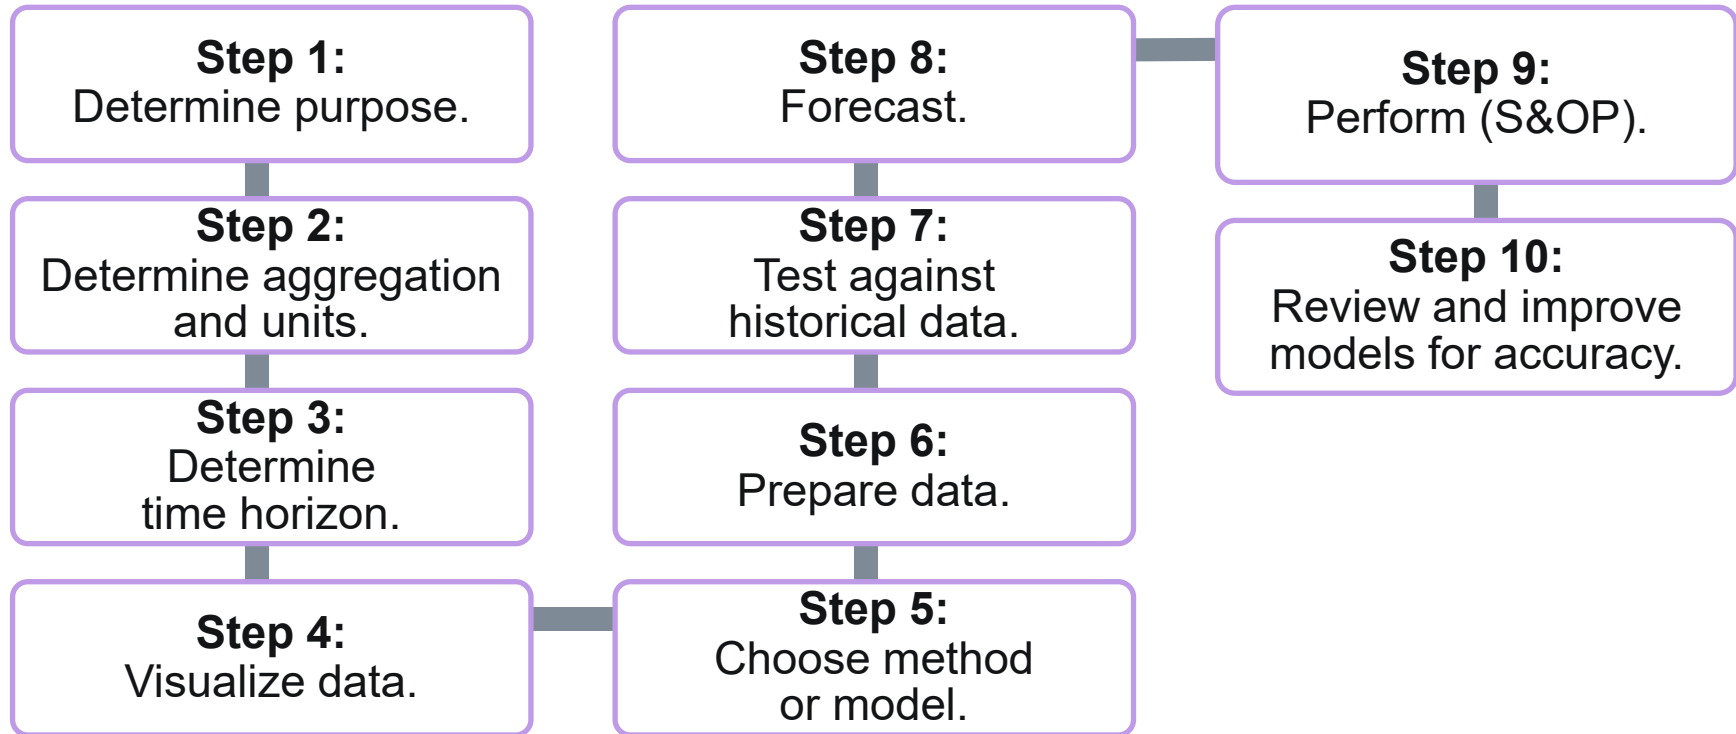 Step 1:
Determine purpose.
Step 2:
Determine aggregation
and units.
Step 3:
Determine
time horizon.
Step 4:
Visualize data.
Step 5:
Choose method
or model.
Step 6:
Prepare data.
Step 7:
Test against
historical data.
Step 8:
Forecast.
Step 9:
Perform (S&OP).
Step 10:
Review and improve
models for accuracy.